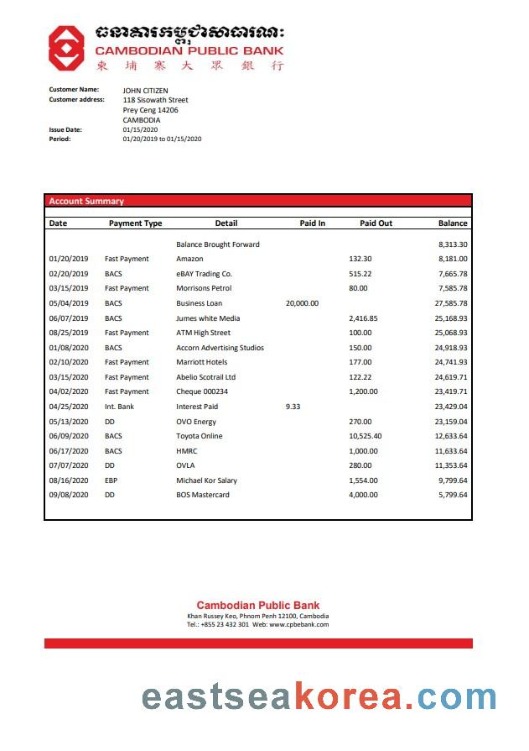 ធនាគារកម្ពុជាសាធារណៈ
CAMBODIAN PUBLIC BANK
柬 埔 寨 大 眾 銀 行
Customer Name: JOHN CITIZEN
Customer address: 118 Sisowath Street
Prey Ceng 14206
CAMBODIA
Issue Date: 01/15/2020
Period: 01/20/2019 to 01/15/2020
Account Summary
Date Payment Type Detail Paid In Paid Out Balance
Balance Brought Forward 8,313.30
01/20/2019 Fast Payment Amazon 132.30 8,181.00
02/20/2019 BACS eBAY Trading Co. 515.22 7,665.78
03/15/2019 Fast Payment Morrisons Petrol 80.00 7,585.78
05/04/2019 BACS Business Loan 20,000.00 27,585.78
06/07/2019 BACS Jumes white Media 2,416.85 25,168.93
08/25/2019 Fast Payment ATM High Street 100.00 25,068.93
01/08/2020 BACS Accorn Advertising Studios 150.00 24,918.93
02/10/2020 Fast Payment Marriott Hotels 177.00 24,741.93
03/15/2020 Fast Payment Abelio Scotrail Ltd 122.22 24,619.71
04/02/2020 Fast Payment Cheque 000234 1,200.00 23,419.71
04/25/2020 Int. Bank Interest Paid 9.33 23,429.04
05/13/2020 DD OVO Energy 270.00 23,159.04
06/09/2020 BACS Toyota Online 10,525.40 12,633.64
06/17/2020 BACS HMRC 1,000.00 11,633.64
07/07/2020 DD OVLA 280.00 11,353.64
08/16/2020 EBP Michael Kor Salary 1,554.00 9,799.64
09/08/2020 DD BOS Mastercard 4,000.00 5,799.64
Cambodian Public Bank
Khan Russey Keo, Phnom Penh 12100, Cambodia
Tel.: +855 23 432 301 Web: www.cpbebank.com
eastseakorea.com